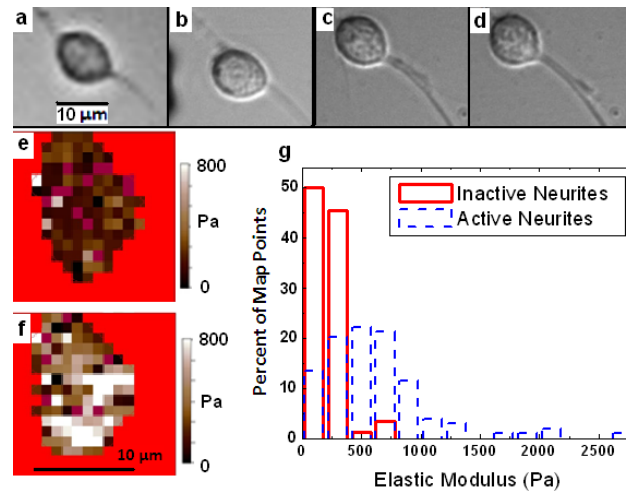 a
b
c
d
10 µm
e
800
Pa
0
f
800
Pa
0
10 µm
g
Inactive Neurites
Active Neurites
50
40
30
20
10
0
Percent of Map Points
0
500
1000
1500
2000
2500
Elastic Modulus (Pa)